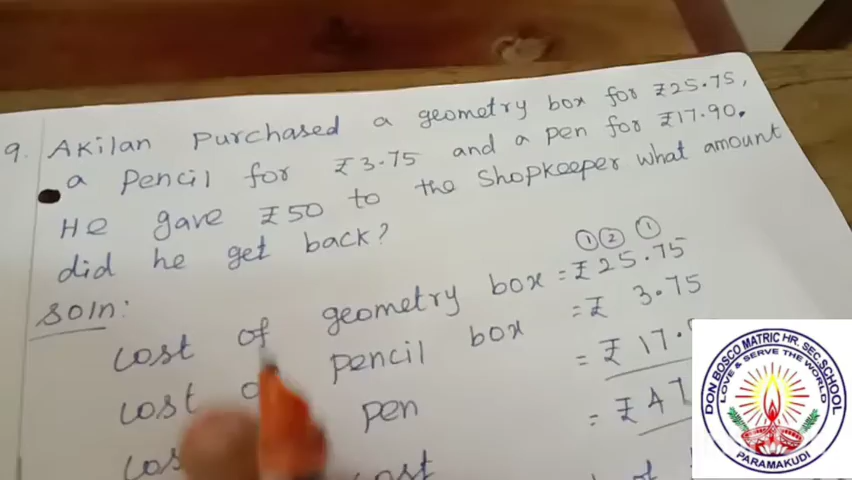 9. Akilan Purchased a geometry box for ₹25.75,
a Pencil for ₹3.75 and a pen for ₹17.90.
He gave ₹50 to the Shopkeeper what amount
did he get back?
Soln:
1 2 1
cost of geometry box = ₹25.75
cost of pencil box = ₹ 3.75
pen = ₹17.
= ₹47
cost
of
DON BOSCO MATRIC HR. SEC. SCHOOL
LOVE & SERVE THE WORLD
PARAMAKUDI